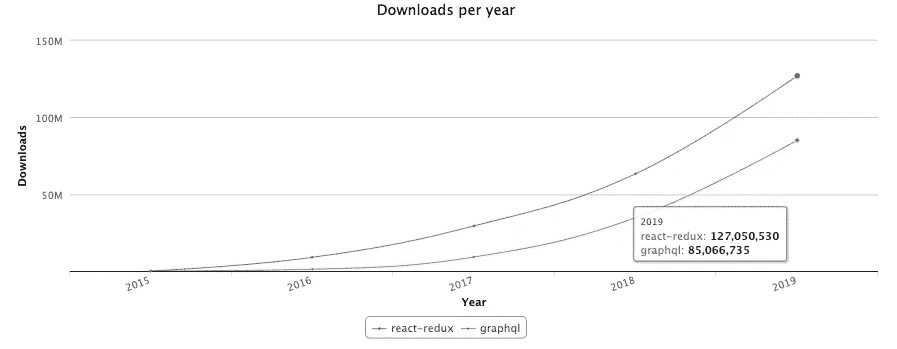 Downloads per year
150M
100M
50M
Downloads
2019
react-redux: 127,050,530
graphql: 85,066,735
2015 2016 2017 2018 2019
Year
react-redux graphql